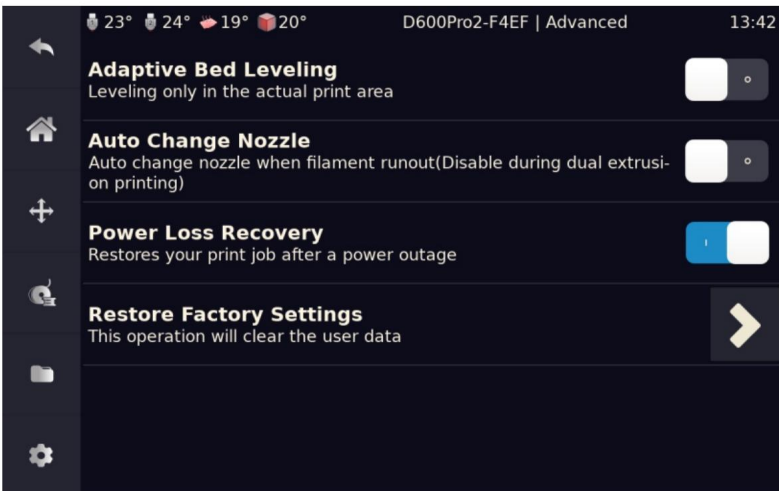 23° 24° 19° 20° D600Pro2-F4EF | Advanced 13:42
Adaptive Bed Leveling
Leveling only in the actual print area
Auto Change Nozzle
Auto change nozzle when filament runout(Disable during dual extrusi-
on printing)
Power Loss Recovery
Restores your print job after a power outage
Restore Factory Settings
This operation will clear the user data